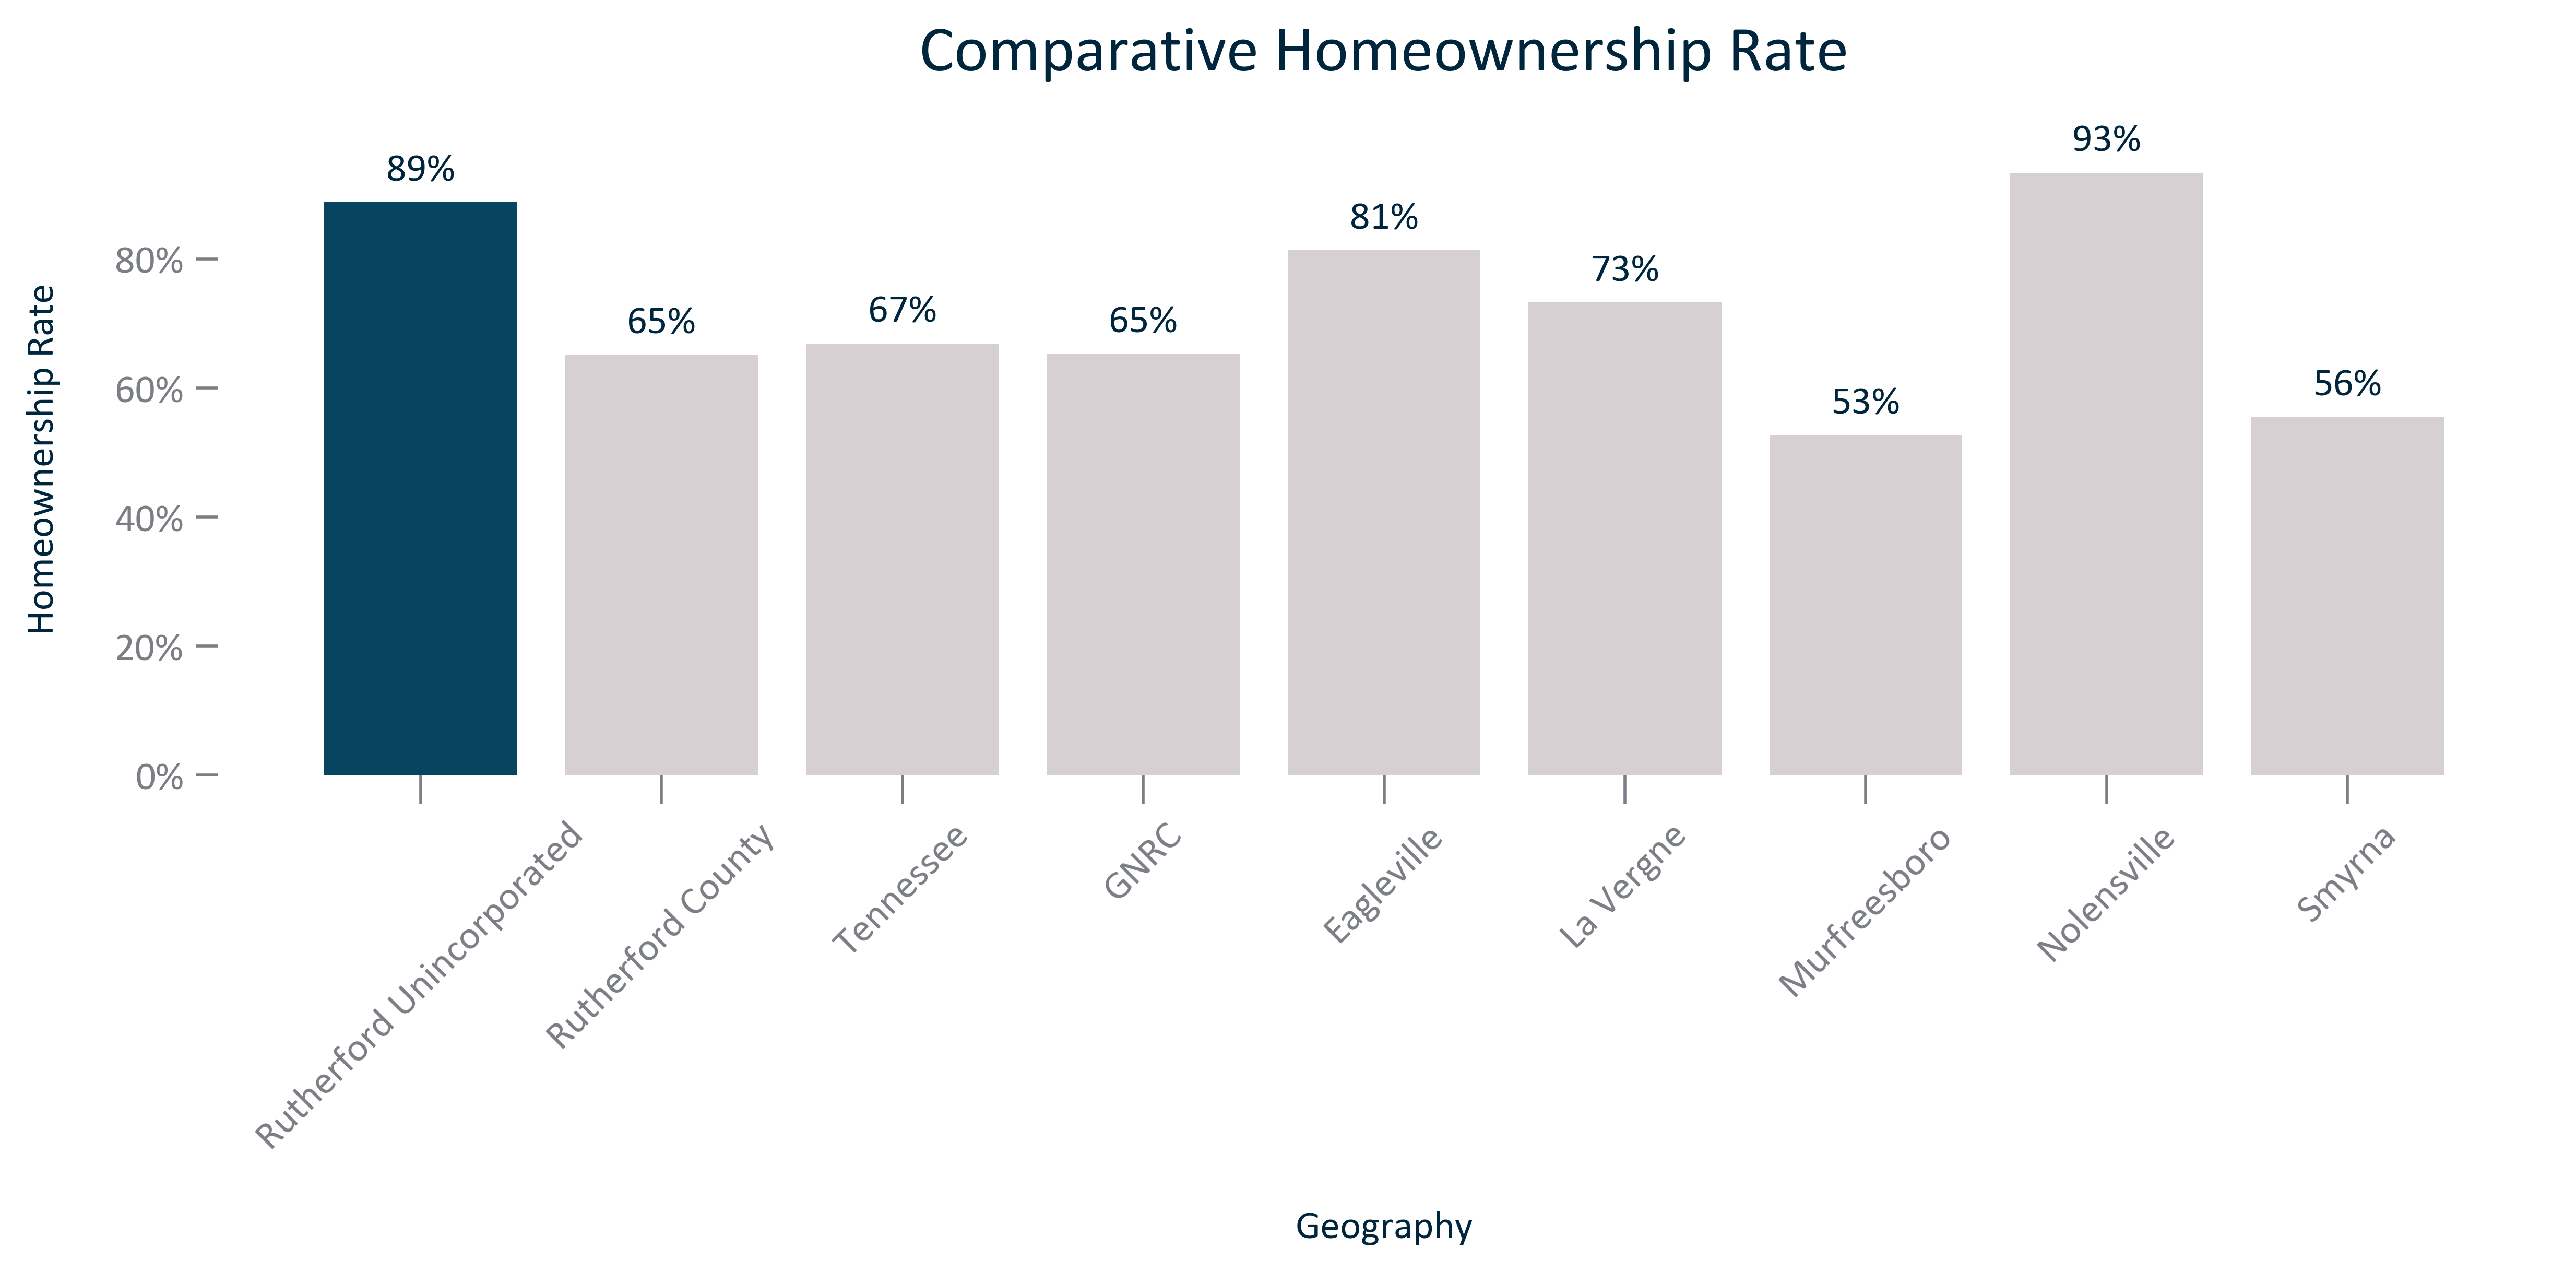 Comparative Homeownership Rate
Homeownership Rate
80%
60%
40%
20%
0%
89%
65%
67%
65%
81%
73%
53%
93%
56%
Rutherford Unincorporated
Rutherford County
Tennessee
GNRC
Eagleville
La Vergne
Murfreesboro
Nolensville
Smyrna
Geography